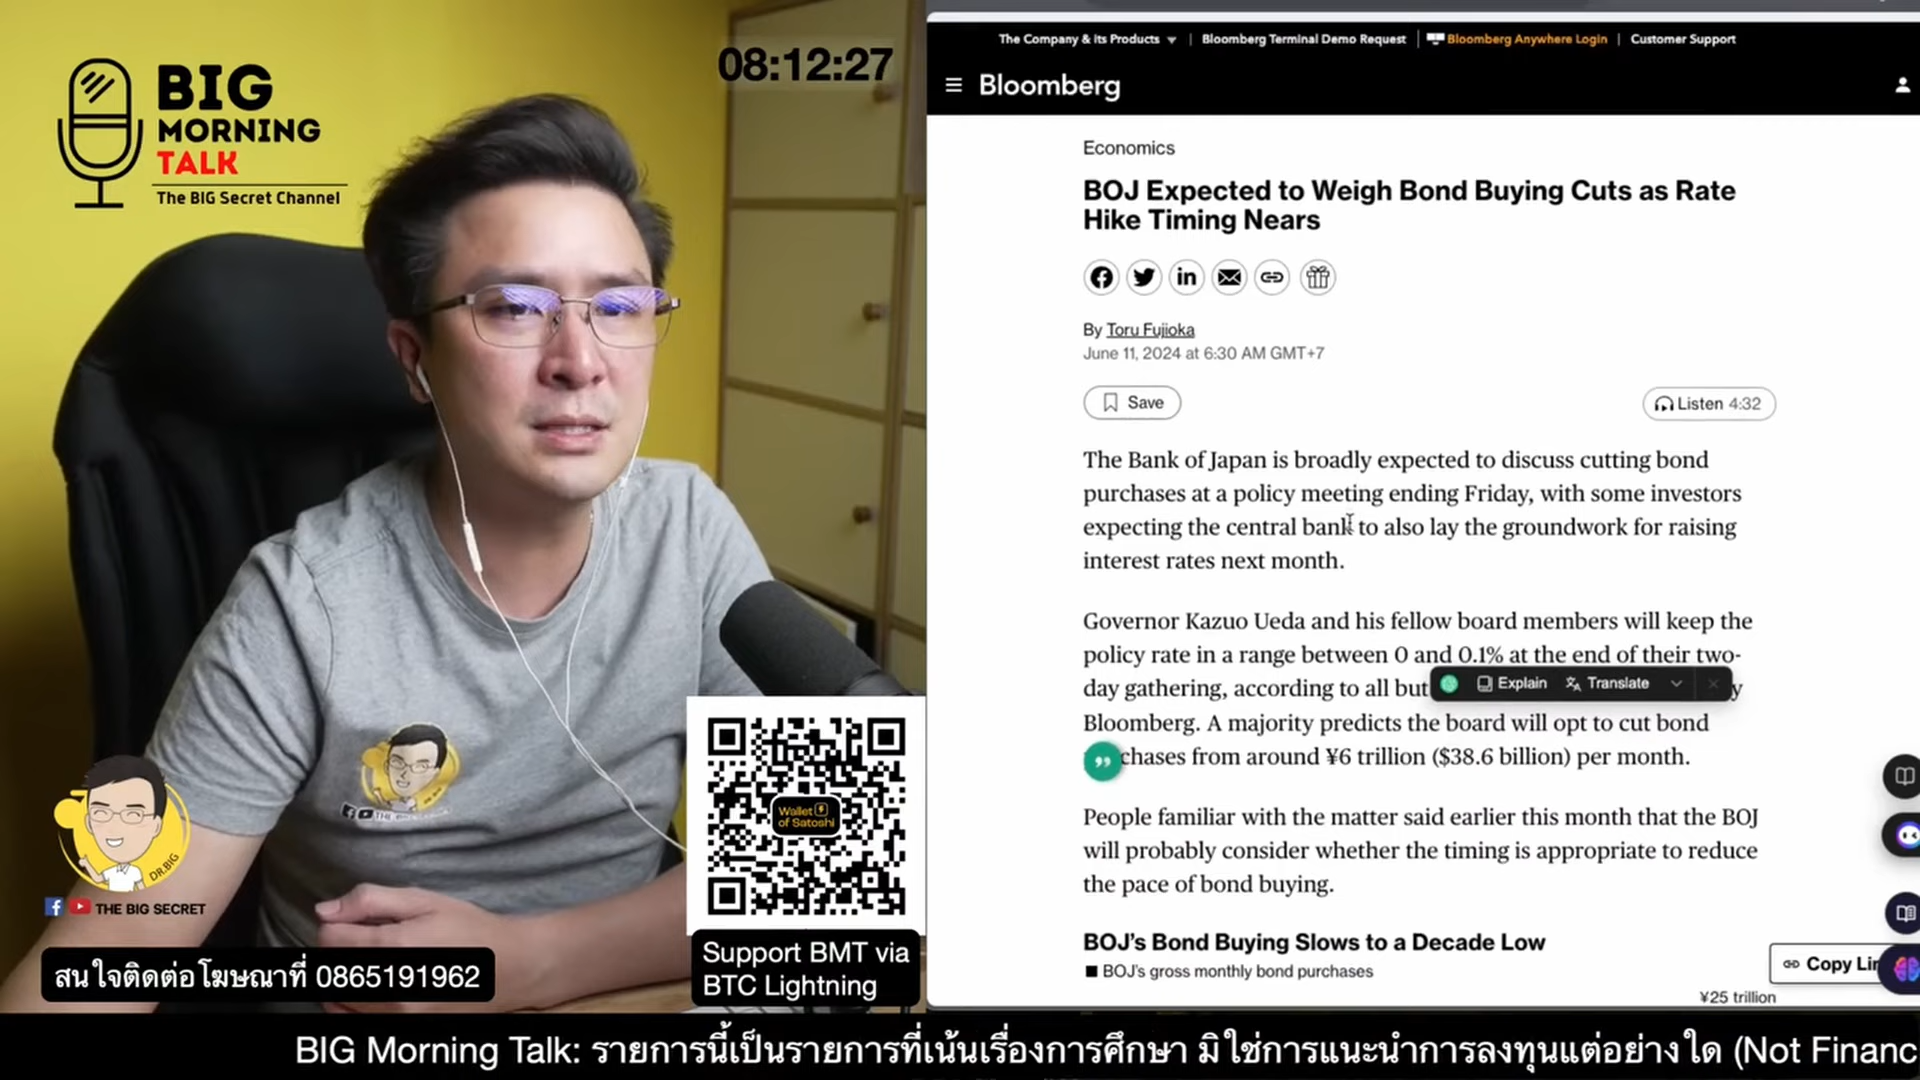 BIG
MORNING
TALK
The BIG Secret Channel
08:12:27
DR.BIG
THE BIG SECRET
สนใจติดต่อโฆษณาที่ 0865191962
Wallet
of Satoshi
Support BMT via
BTC Lightning
The Company & its Products
Bloomberg Terminal Demo Request
Bloomberg Anywhere Login
Customer Support
Bloomberg
Economics
BOJ Expected to Weigh Bond Buying Cuts as Rate
Hike Timing Nears
By Toru Fujioka
June 11, 2024 at 6:30 AM GMT+7
Save
Listen 4:32
The Bank of Japan is broadly expected to discuss cutting bond
purchases at a policy meeting ending Friday, with some investors
expecting the central bank to also lay the groundwork for raising
interest rates next month.
Governor Kazuo Ueda and his fellow board members will keep the
policy rate in a range between 0 and 0.1% at the end of their two-
day gathering, according to all but y
Explain Translate
Bloomberg. A majority predicts the board will opt to cut bond
chases from around ¥6 trillion ($38.6 billion) per month.
People familiar with the matter said earlier this month that the BOJ
will probably consider whether the timing is appropriate to reduce
the pace of bond buying.
BOJ's Bond Buying Slows to a Decade Low
BOJ's gross monthly bond purchases
Copy Lin
¥25 trillion
BIG Morning Talk: รายการนี้เป็นรายการที่เน้นเรื่องการศึกษา มิใช่การแนะนำการลงทุนแต่อย่างใด (Not Financ